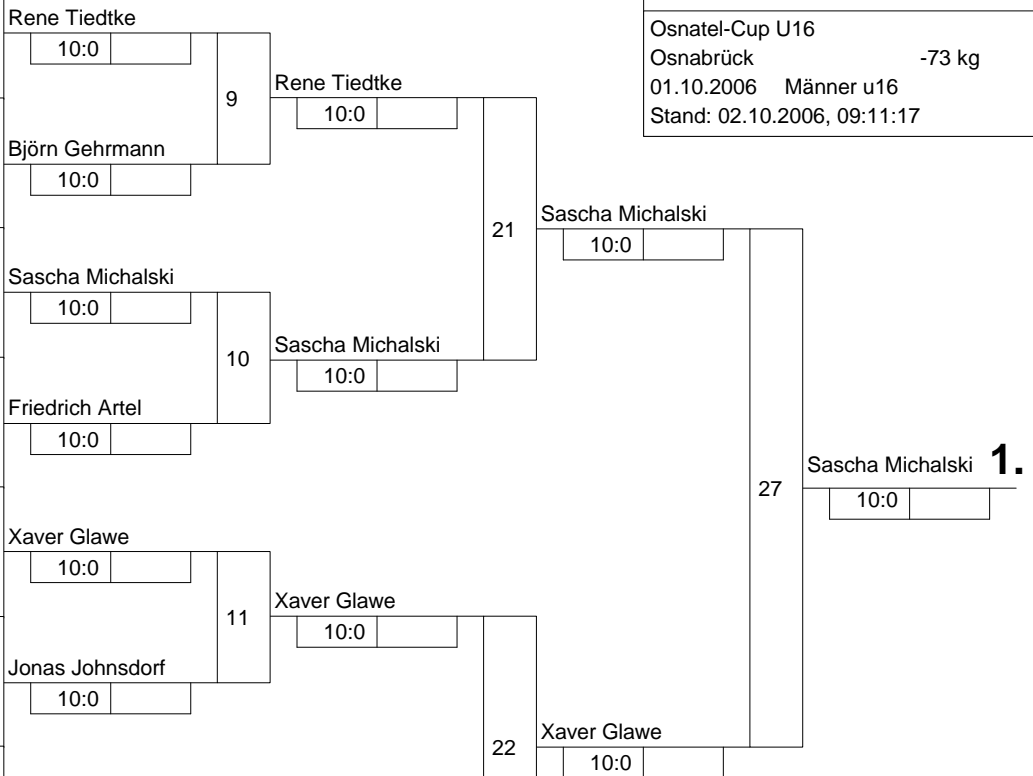 Osnatel-Cup U16
Osnabrück -73 kg
01.10.2006 Männer u16
Stand: 02.10.2006, 09:11:17
Rene Tiedtke
10:0
9
Björn Gehrmann
10:0
Rene Tiedtke
10:0
21
Sascha Michalski
10:0
10
Friedrich Artel
10:0
Sascha Michalski
10:0
Sascha Michalski
10:0
27
Sascha Michalski 1.
10:0
Xaver Glawe
10:0
11
Jonas Johnsdorf
10:0
Xaver Glawe
10:0
22
Xaver Glawe
10:0